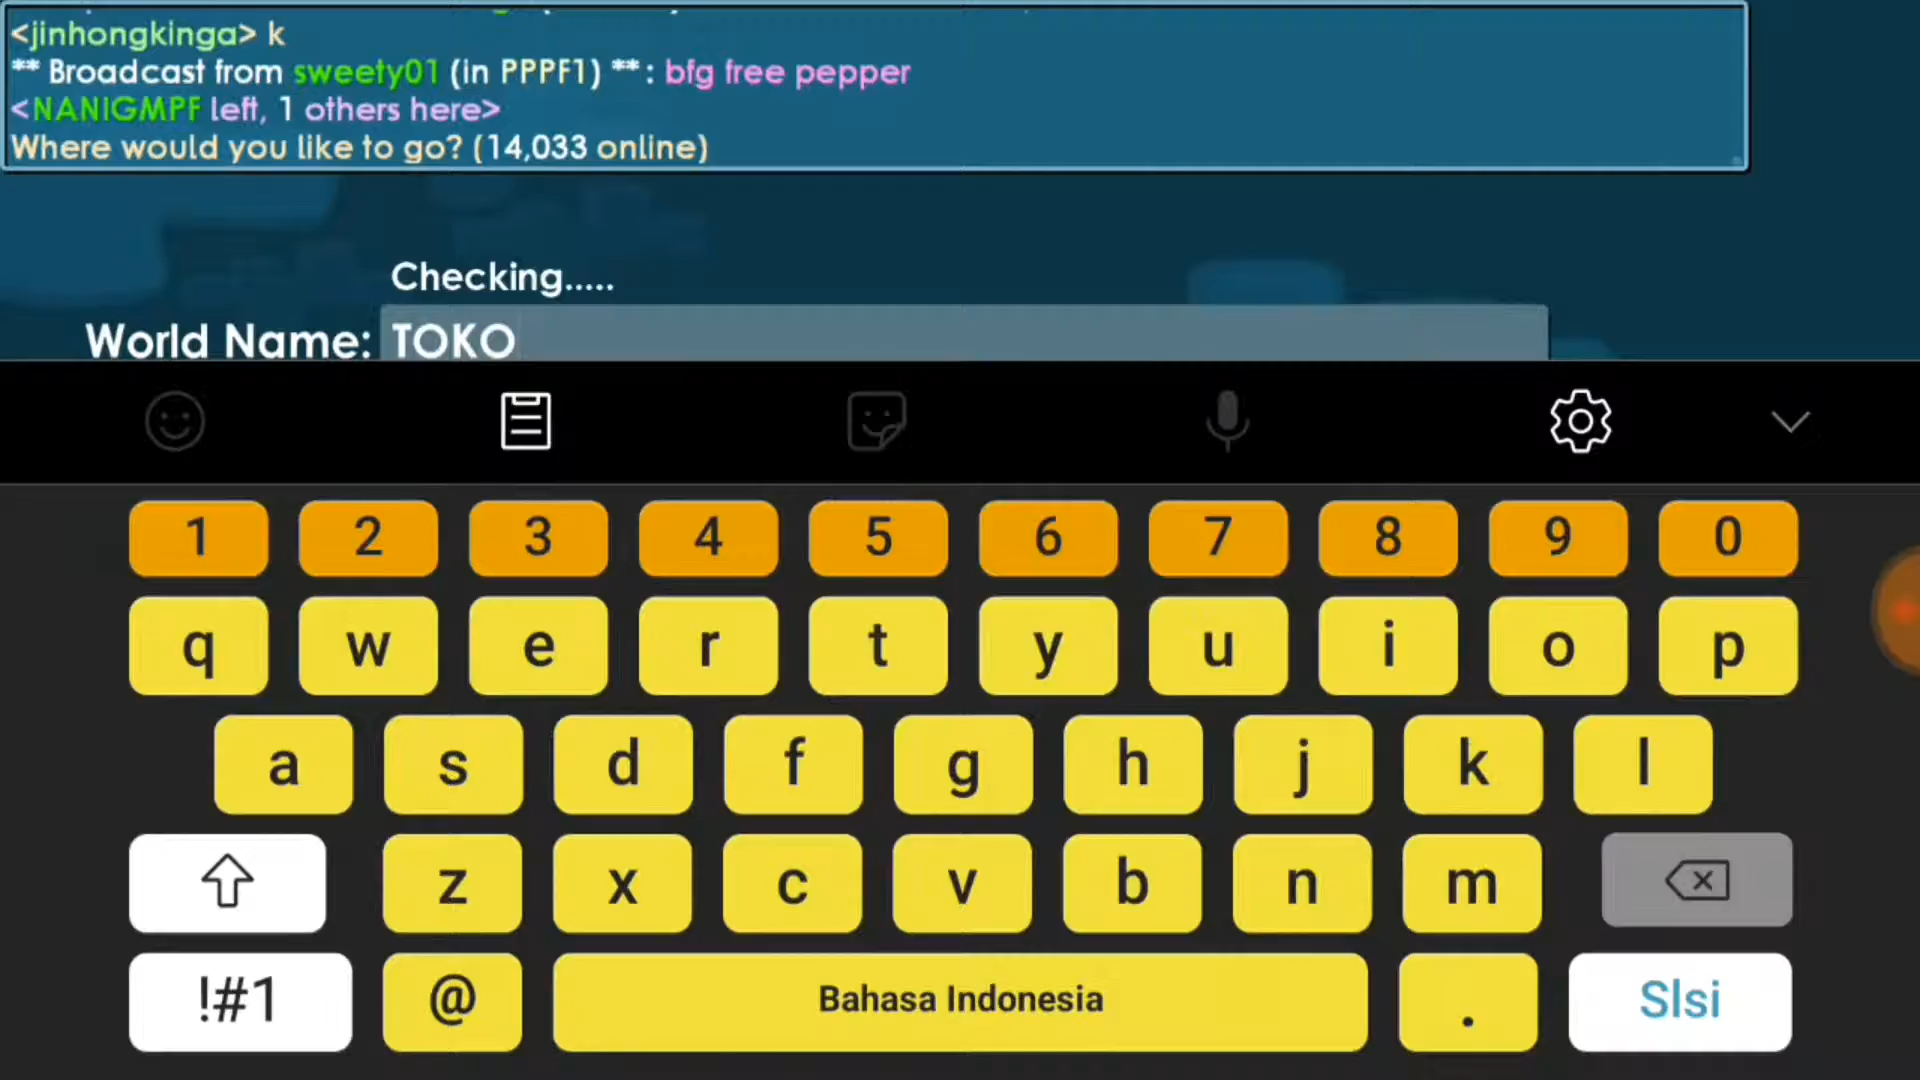 <jinhongkinga> k
** Broadcast from sweety01 (in PPPF1) ** : bfg free pepper
<NANIGMPF left, 1 others here>
Where would you like to go? (14,033 online)
Checking.....
World Name: TOKO
1 2 3 4 5 6 7 8 9 0
q w e r t y u i o p
a s d f g h j k l
z x c v b n m
!#1 @ Bahasa Indonesia . Slsi